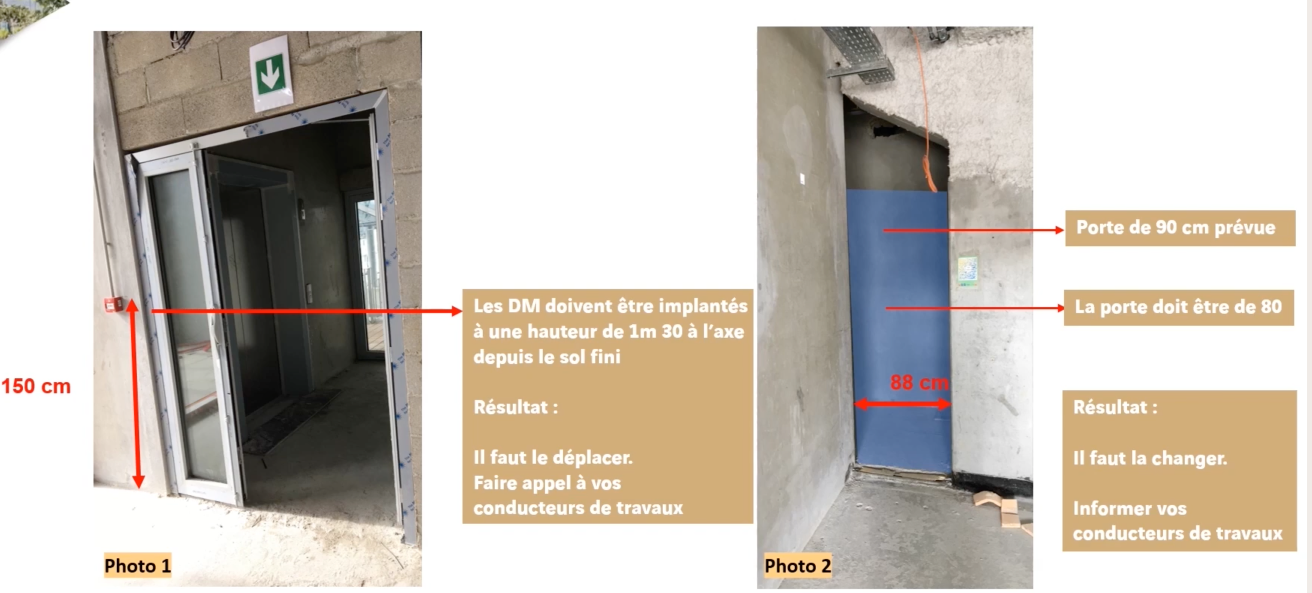 150 cm
Photo 1
Les DM doivent être implantés
à une hauteur de 1m 30 à l'axe
depuis le sol fini
Résultat :
Il faut le déplacer.
Faire appel à vos
conducteurs de travaux
88 cm
Photo 2
Porte de 90 cm prévue
La porte doit être de 80
Résultat :
Il faut la changer.
Informer vos
conducteurs de travaux